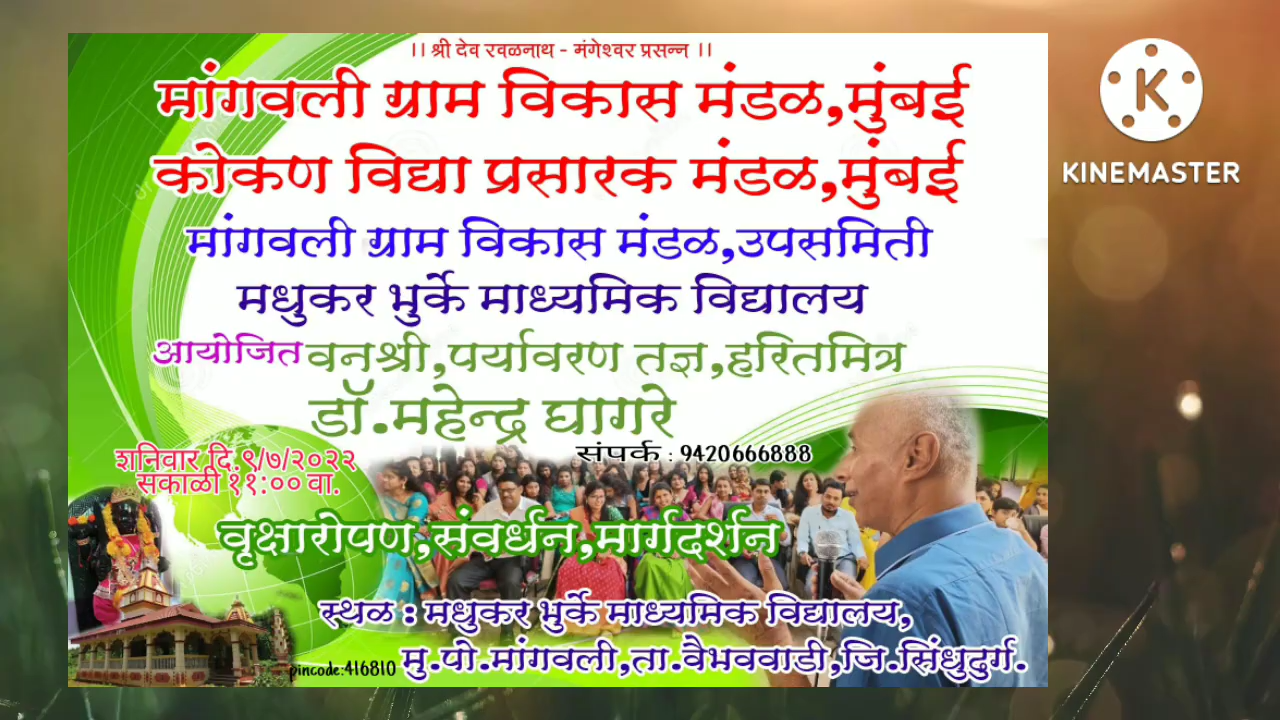 ।। श्री देव रवळनाथ - मंगेश्वर प्रसन्न ।।
मांगवली ग्राम विकास मंडळ,मुंबई
कोकण विद्या प्रसारक मंडळ,मुंबई
मांगवली ग्राम विकास मंडळ,उपसमिती
मधुकर भुर्के माध्यमिक विद्यालय
आयोजित वनश्री,पर्यावरण तज्ञ,हरितमित्र
डॉ.महेन्द्र घागरे
संपर्क : 9420666888
शनिवार दि.९/७/२०२२
सकाळी ११:०० वा.
वृक्षारोपण,संवर्धन,मार्गदर्शन
स्थळ : मधुकर भुर्के माध्यमिक विद्यालय,
pincode:416810 मु.पो.मांगवली,ता.वैभववाडी,जि.सिंधुदुर्ग.
K
KINEMASTER